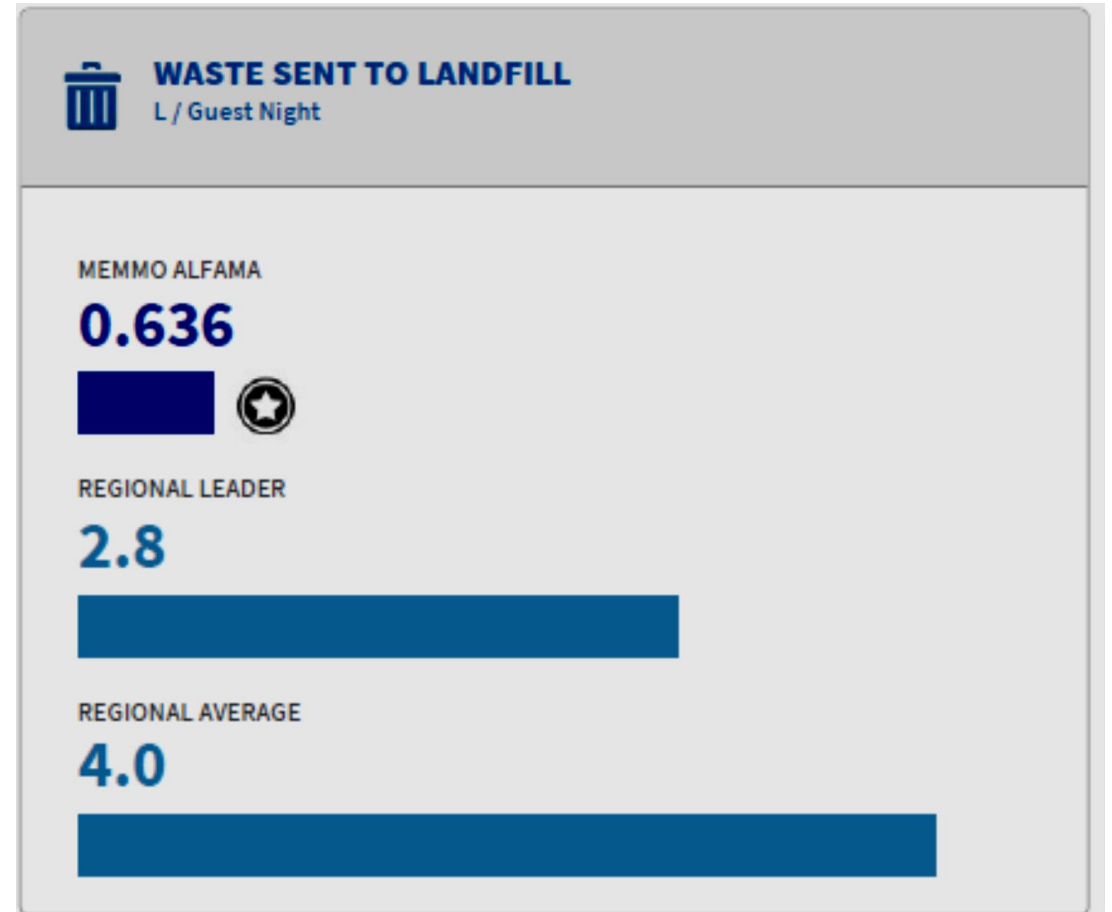 WASTE SENT TO LANDFILL
L / Guest Night
MEMMO ALFAMA
0.636
REGIONAL LEADER
2.8
REGIONAL AVERAGE
4.0